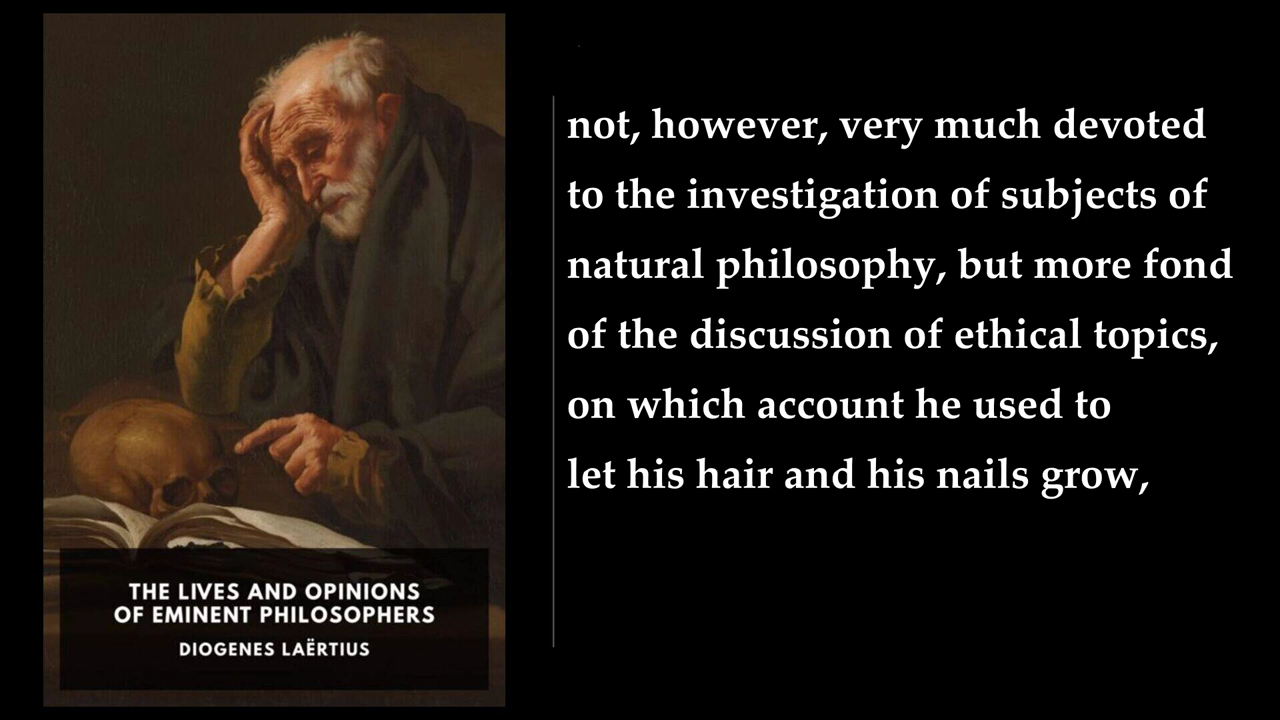 not, however, very much devoted
to the investigation of subjects of
natural philosophy, but more fond
of the discussion of ethical topics,
on which account he used to
let his hair and his nails grow,
THE LIVES AND OPINIONS
OF EMINENT PHILOSOPHERS
DIOGENES LAËRTIUS